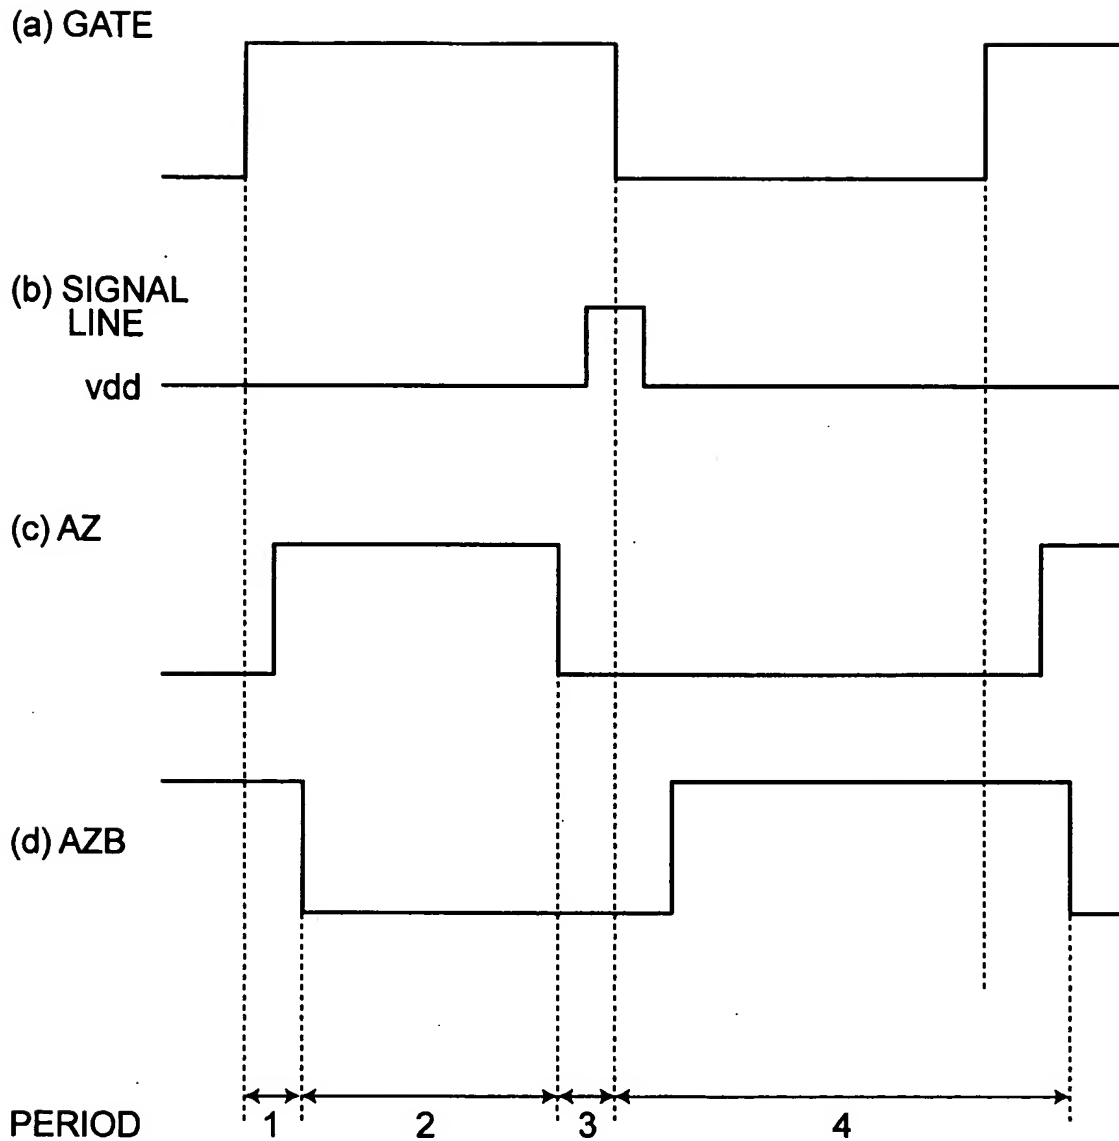 (a) GATE
(b) SIGNAL
LINE
vdd
(c) AZ
(d) AZB
PERIOD 1 2 3 4